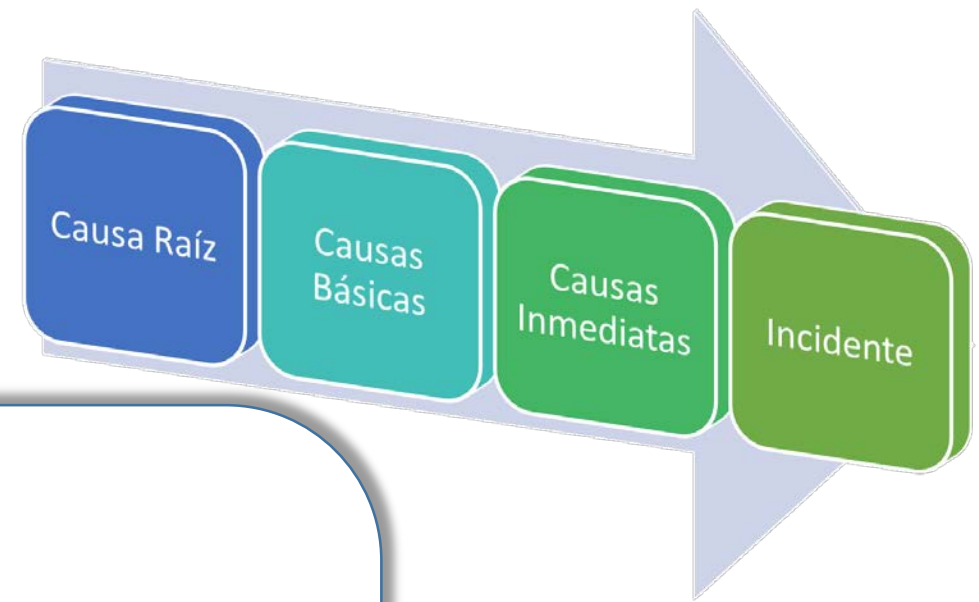 Causa Raíz
Causas
Básicas
Causas
Inmediatas
Incidente